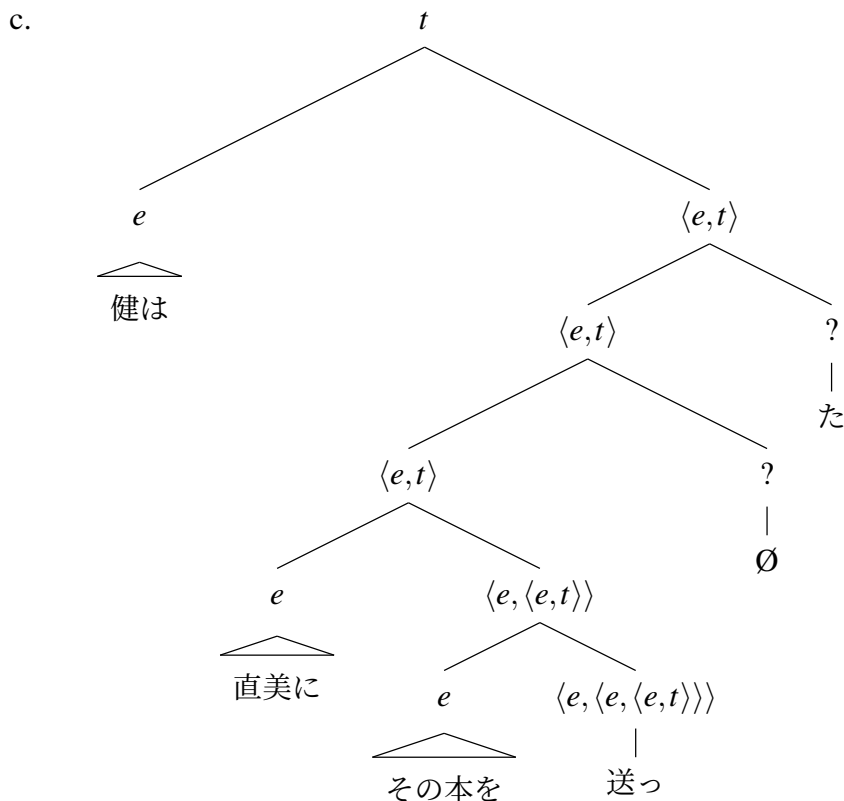 c.
t
e ⟨e,t⟩
健は
⟨e,t⟩ ?
た
⟨e,t⟩ ?
Ø
e ⟨e,⟨e,t⟩⟩
直美に
e ⟨e,⟨e,⟨e,t⟩⟩⟩
その本を 送っ